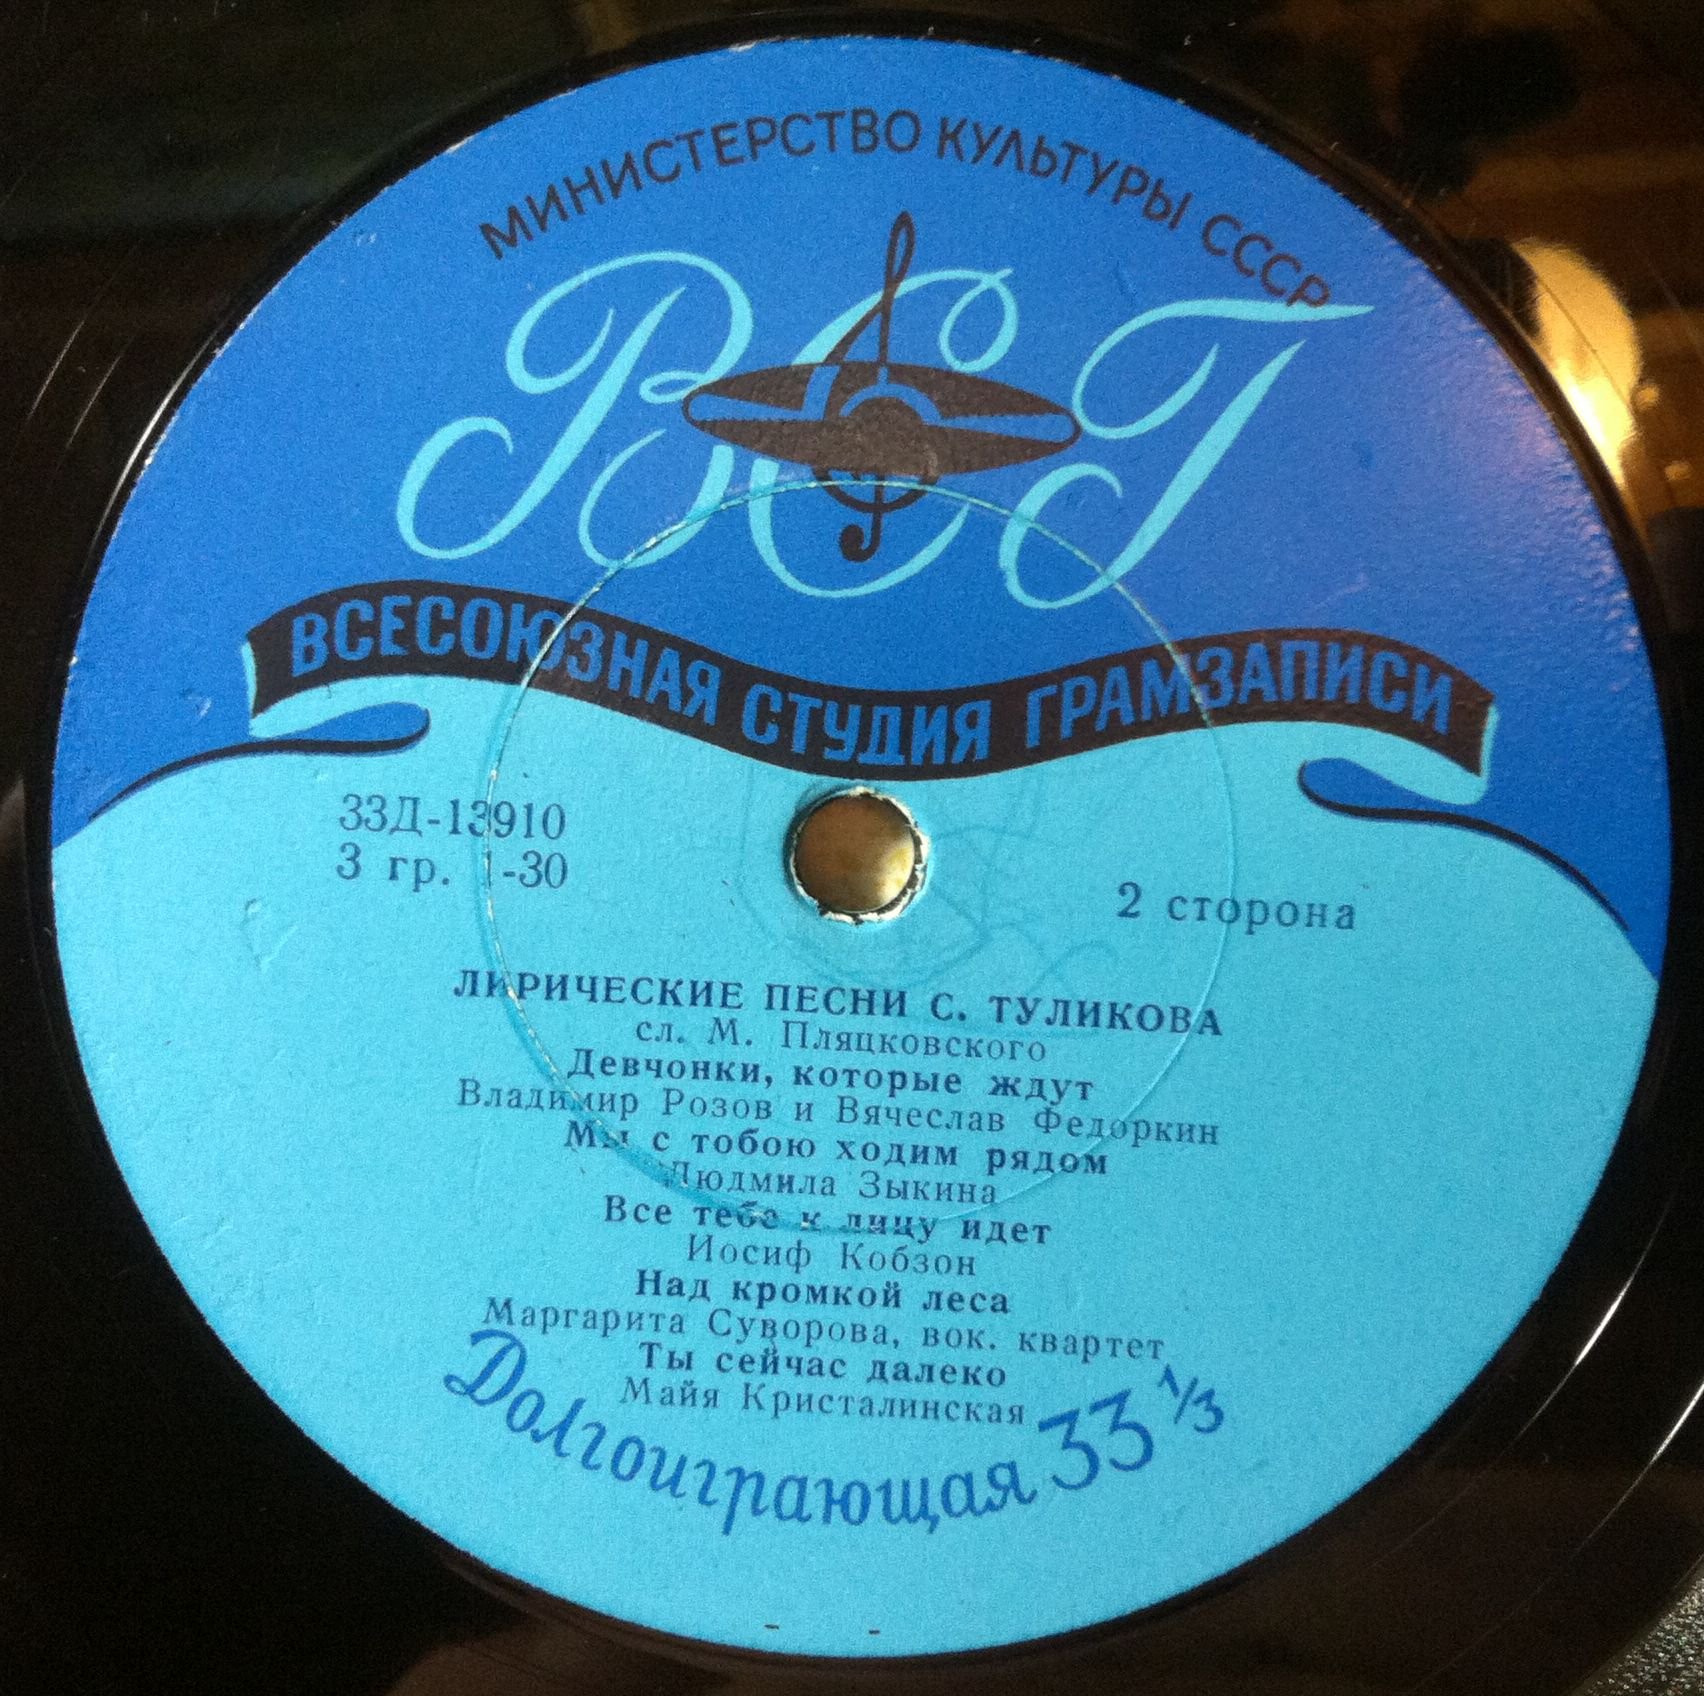 МИНИСТЕРСТВО КУЛЬТУРЫ СССР
ВСГ
ВСЕСОЮЗНАЯ СТУДИЯ ГРАМЗАПИСИ
33Д-13910
3 гр. 1-30
2 сторона
ЛИРИЧЕСКИЕ ПЕСНИ С. ТУЛИКОВА
сл. М. Пляцковского
Девчонки, которые ждут
Владимир Розов и Вячеслав Федоркин
Мы с тобою ходим рядом
Людмила Зыкина
Все тебе к лицу идет
Иосиф Кобзон
Над кромкой леса
Маргарита Суворова, вок. квартет
Ты сейчас далеко
Майя Кристалинская
Долгоиграющая 33 1/3